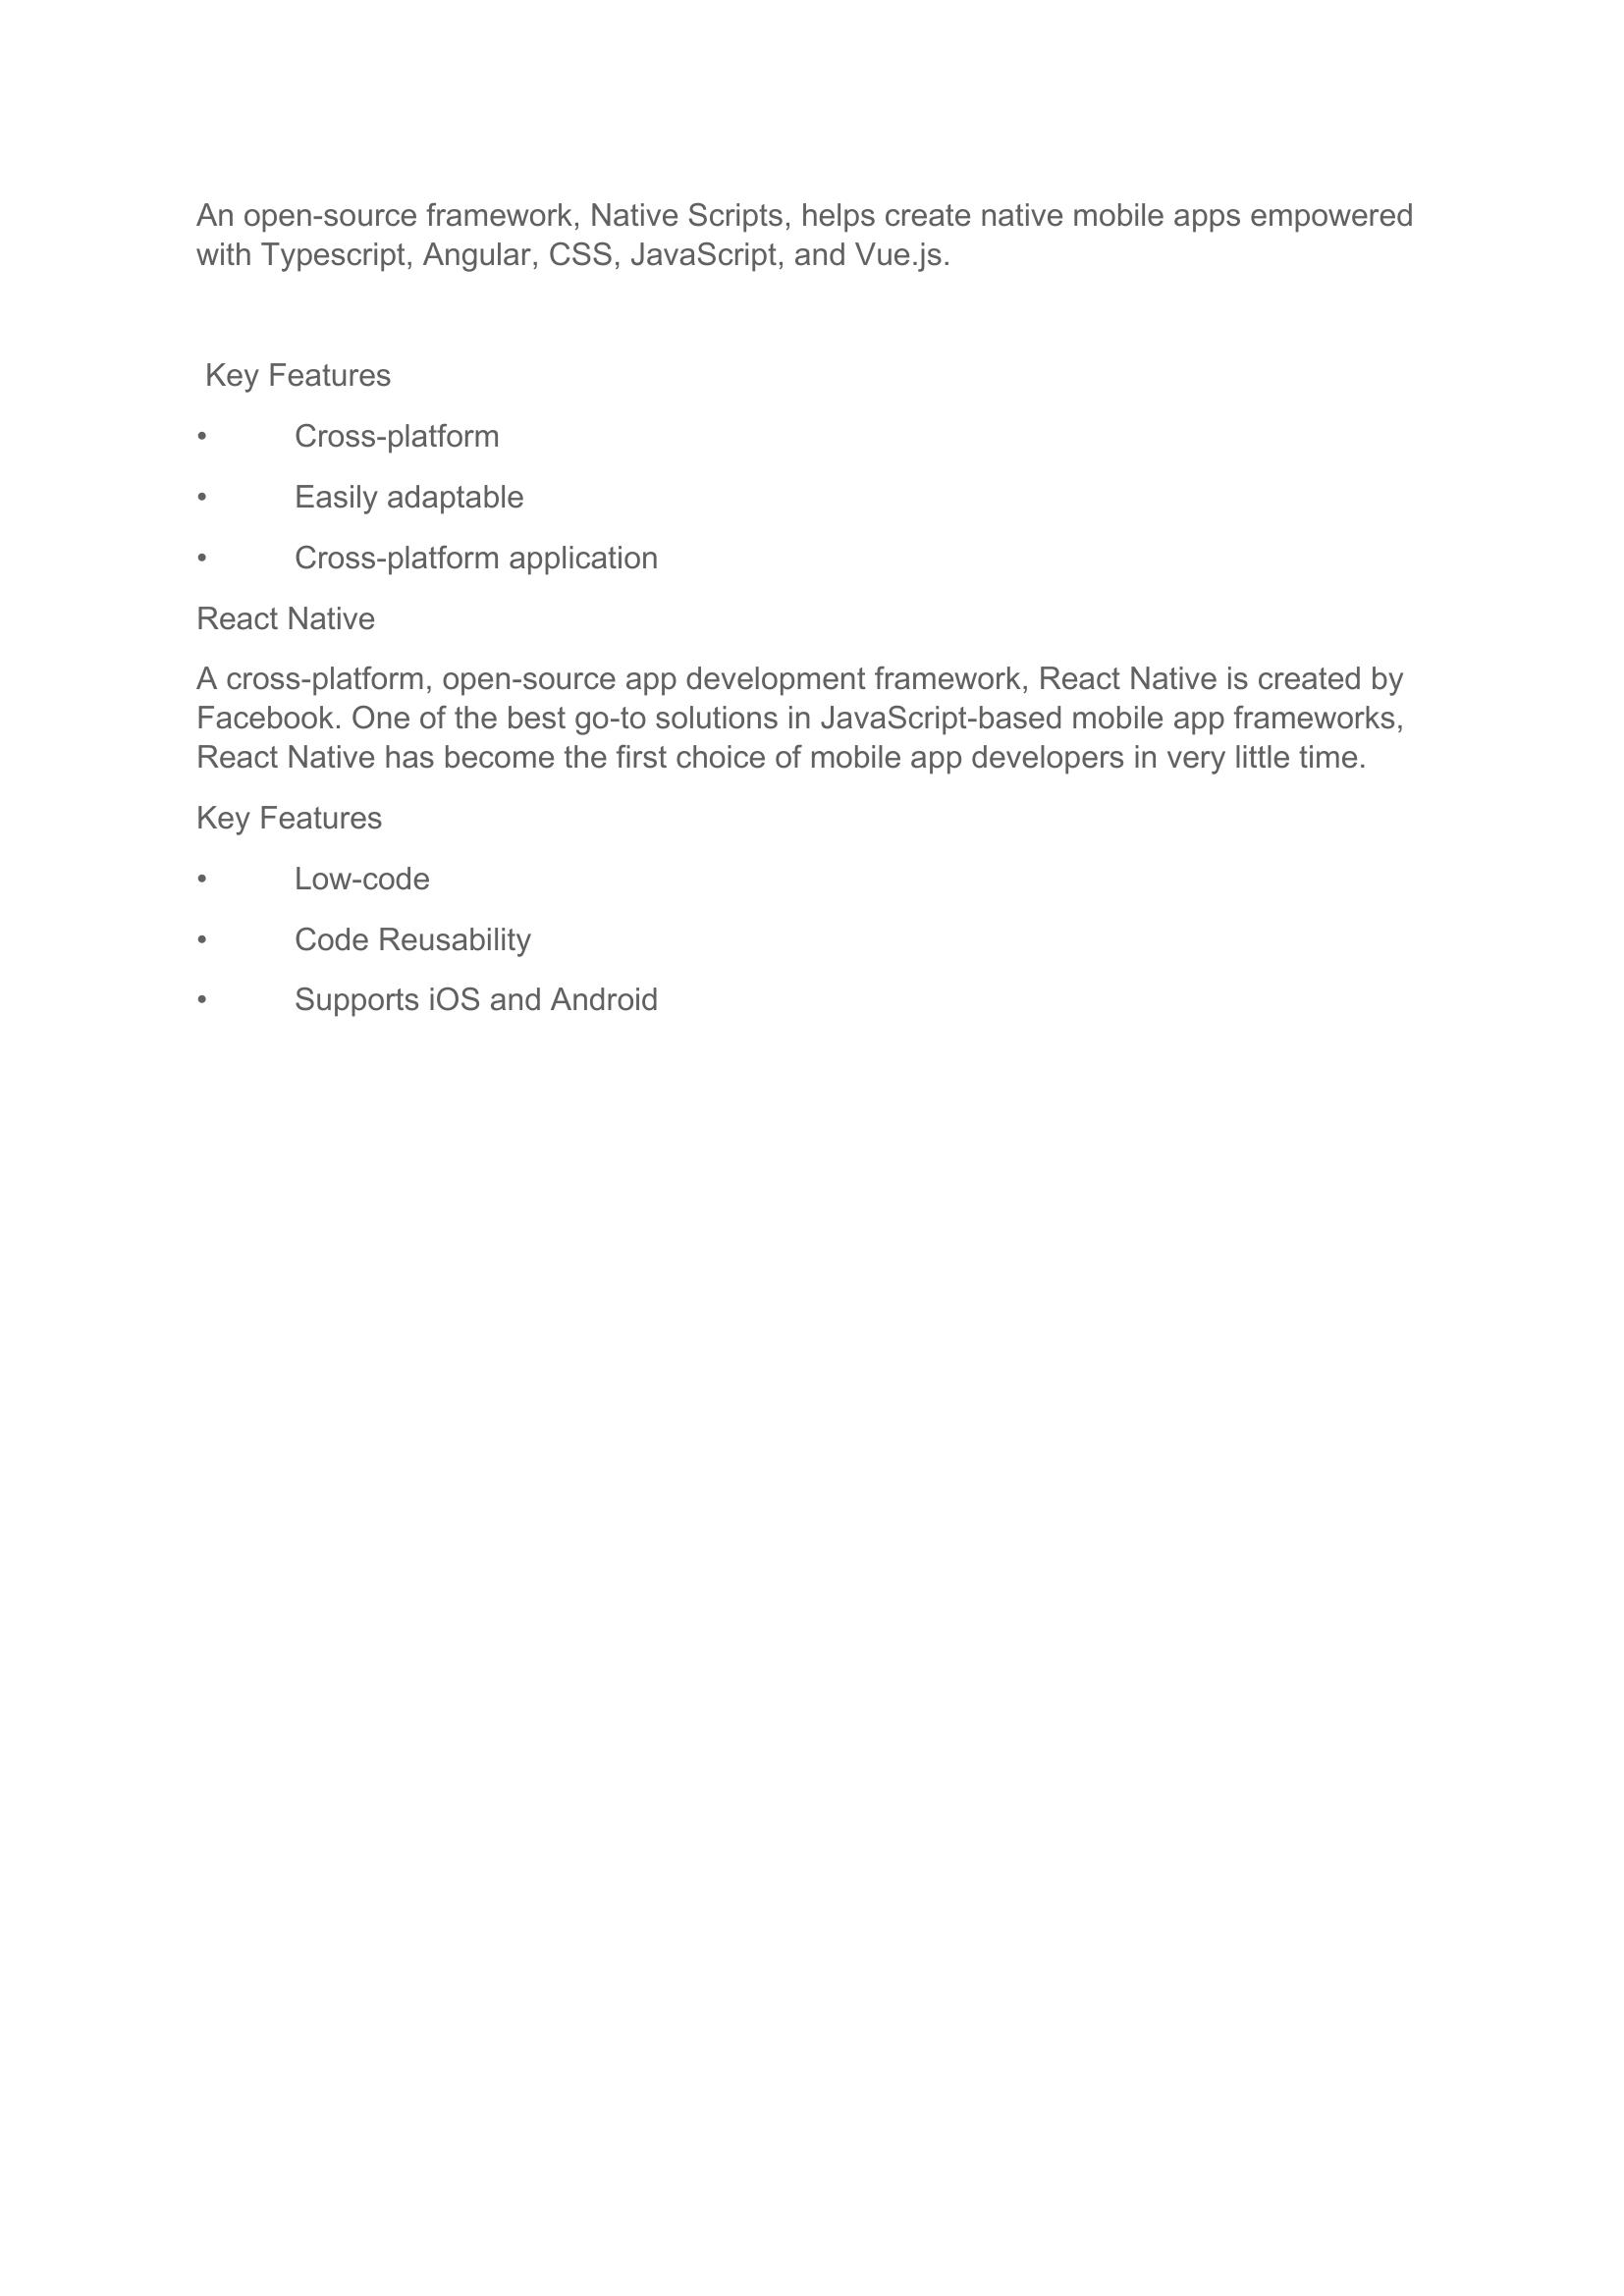 An open-source framework, Native Scripts, helps create native mobile apps empowered
with Typescript, Angular, CSS, JavaScript, and Vue.js.
Key Features
• Cross-platform
• Easily adaptable
• Cross-platform application
React Native
A cross-platform, open-source app development framework, React Native is created by
Facebook. One of the best go-to solutions in JavaScript-based mobile app frameworks,
React Native has become the first choice of mobile app developers in very little time.
Key Features
• Low-code
• Code Reusability
• Supports iOS and Android